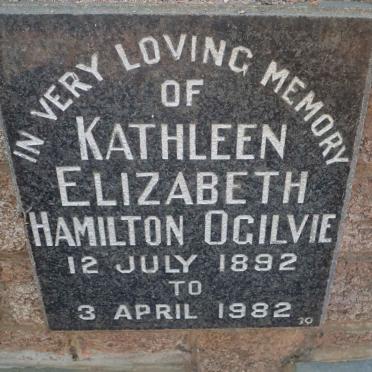 IN VERY LOVING MEMORY
OF
KATHLEEN
ELIZABETH
HAMILTON OGILVIE
12 JULY 1892
TO
3 APRIL 1982